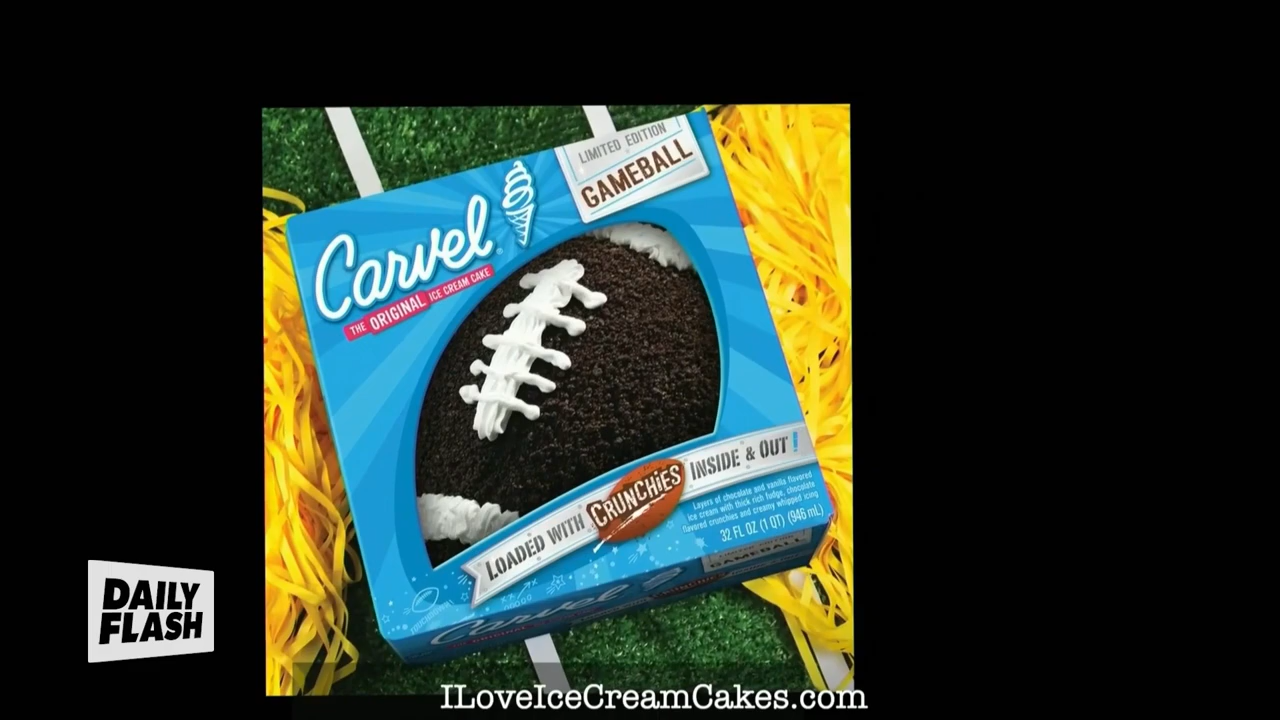 LIMITED EDITION
GAMEBALL
Carvel
THE ORIGINAL ICE CREAM CAKE
LOADED WITH CRUNCHIES INSIDE & OUT!
Layers of chocolate and vanilla flavored
ice cream with thick rich fudge, chocolate
flavored crunchies and creamy whipped icing
32 FL OZ (1 QT) (946 mL)
GAMEBALL
Carvel
DAILY
FLASH
ILoveIceCreamCakes.com